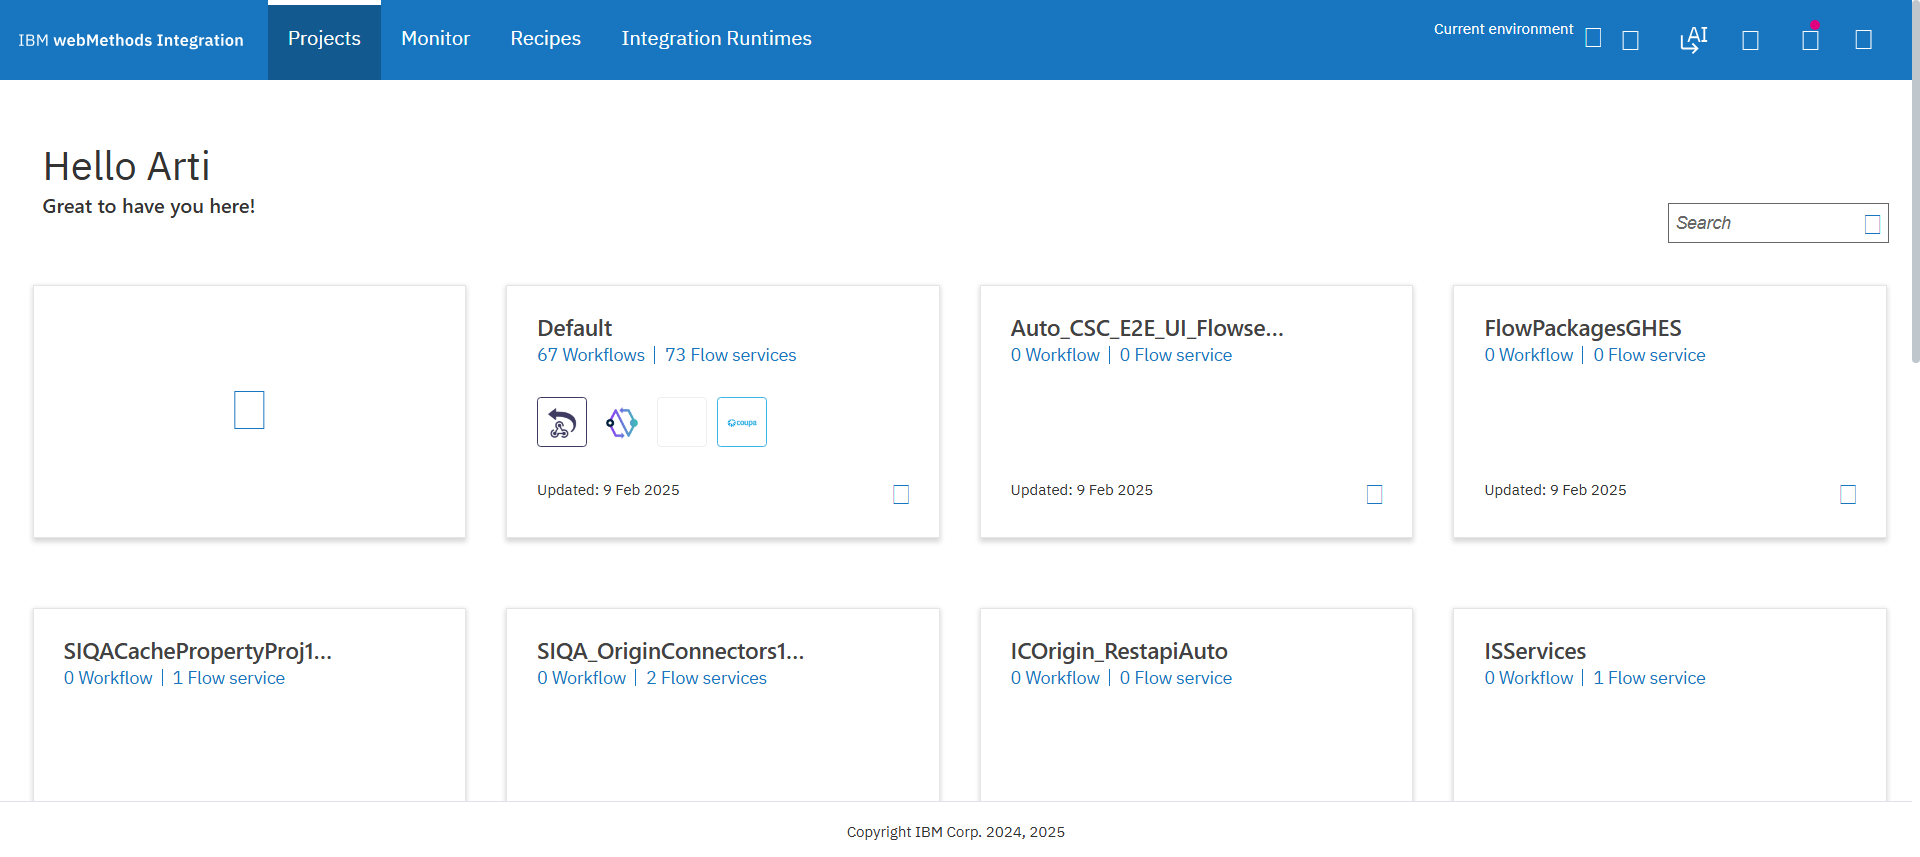 IBM webMethods Integration
Projects
Monitor
Recipes
Integration Runtimes
Current environment
AI
Hello Arti
Great to have you here!
Search
Default
67 Workflows | 73 Flow services
coupa
Updated: 9 Feb 2025
Auto_CSC_E2E_UI_Flowse...
0 Workflow | 0 Flow service
Updated: 9 Feb 2025
FlowPackagesGHES
0 Workflow | 0 Flow service
Updated: 9 Feb 2025
SIQACachePropertyProj1...
0 Workflow | 1 Flow service
SIQA_OriginConnectors1...
0 Workflow | 2 Flow services
ICOrigin_RestapiAuto
0 Workflow | 0 Flow service
ISServices
0 Workflow | 1 Flow service
Copyright IBM Corp. 2024, 2025